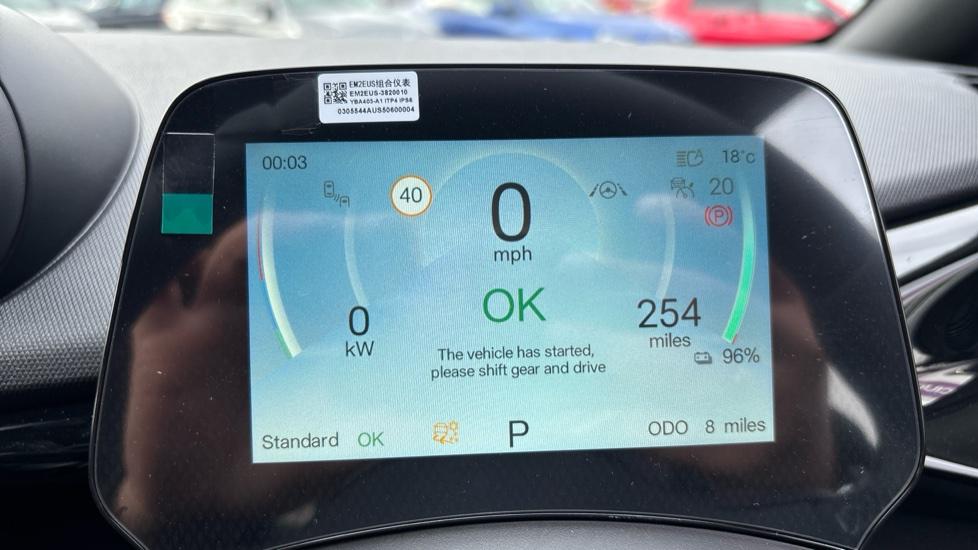 EM2EUS组合仪表
EM2EUS-3820010
YBA403-A1 ITP4 IPS8
0305544AUS50600004
00:03
18°c
40
0
mph
20
P
OK
0
kW
254
miles
96%
The vehicle has started,
please shift gear and drive
Standard OK
P
ODO 8 miles